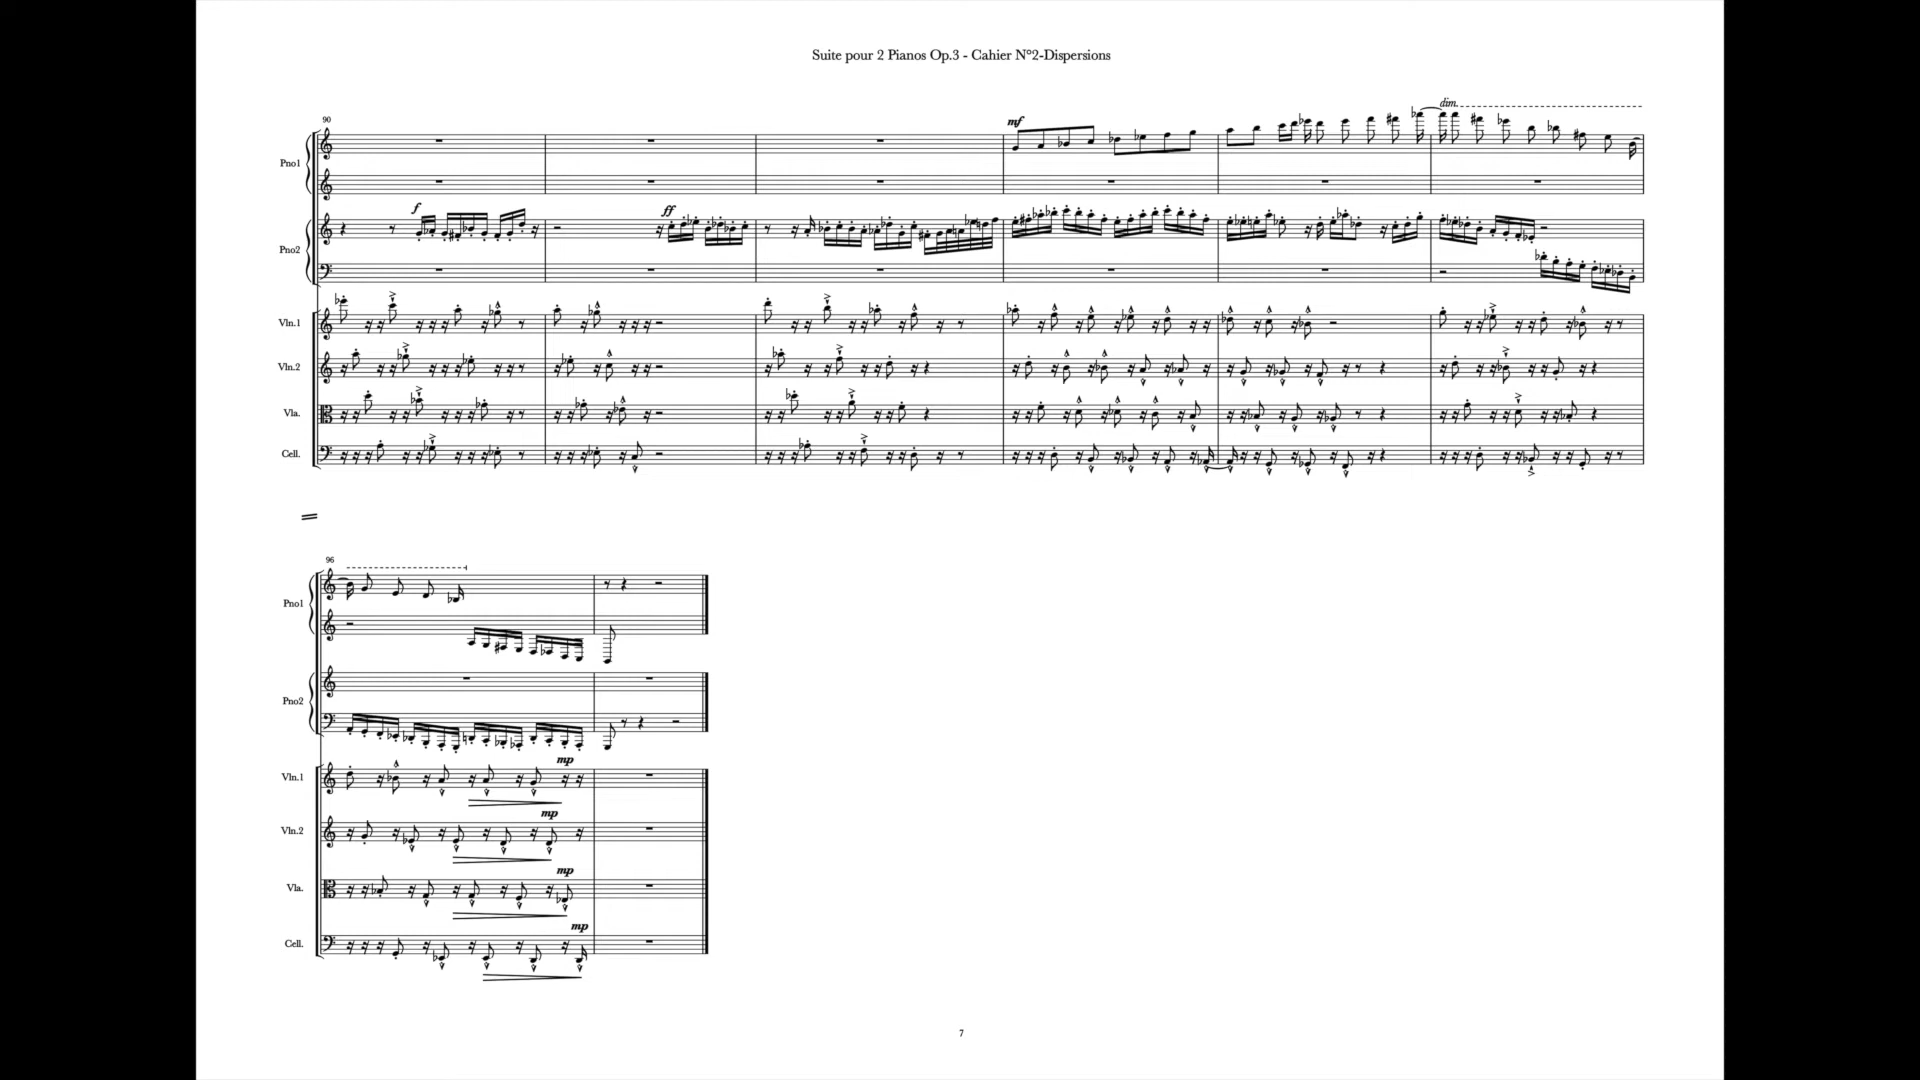 Suite pour 2 Pianos Op.3 - Cahier N°2-Dispersions
dim.
90
mf
Pno1
f
ff
Pno2
Vln.1
Vln.2
Vla.
Cell.
96
Pno1
Pno2
mp
Vln.1
mp
Vln.2
mp
Vla.
mp
Cell.
7